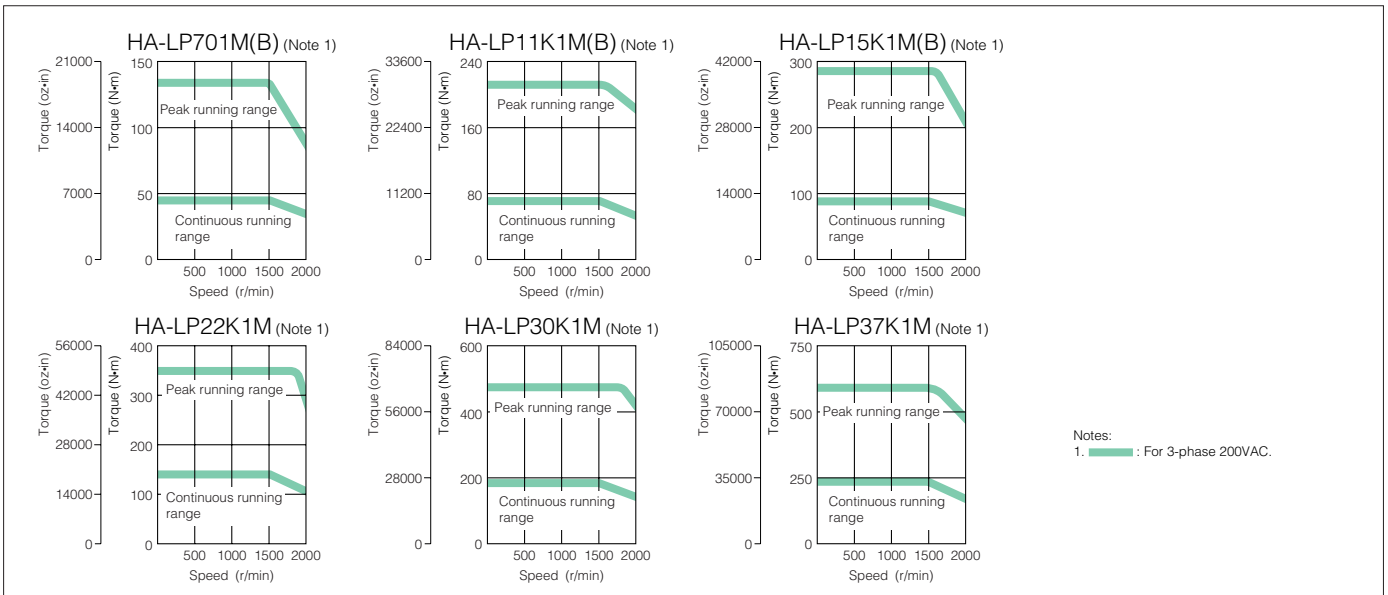 HA-LP701M(B) (Note 1)
Torque (oz•in)
21000
14000
7000
0
Torque (N•m)
150
100
50
0
Peak running range
Continuous running
range
500 1000 1500 2000
Speed (r/min)
HA-LP11K1M(B) (Note 1)
Torque (oz•in)
33600
22400
11200
0
Torque (N•m)
240
160
80
0
Peak running range
Continuous running
range
500 1000 1500 2000
Speed (r/min)
HA-LP15K1M(B) (Note 1)
Torque (oz•in)
42000
28000
14000
0
Torque (N•m)
300
200
100
0
Peak running range
Continuous running
range
500 1000 1500 2000
Speed (r/min)
HA-LP22K1M (Note 1)
Torque (oz•in)
56000
42000
28000
14000
0
Torque (N•m)
400
300
200
100
0
Peak running range
Continuous running
range
500 1000 1500 2000
Speed (r/min)
HA-LP30K1M (Note 1)
Torque (oz•in)
84000
56000
28000
0
Torque (N•m)
600
400
200
0
Peak running range
Continuous running
range
500 1000 1500 2000
Speed (r/min)
HA-LP37K1M (Note 1)
Torque (oz•in)
105000
70000
35000
0
Torque (N•m)
750
500
250
0
Peak running range
Continuous running
range
500 1000 1500 2000
Speed (r/min)
Notes:
1. : For 3-phase 200VAC.